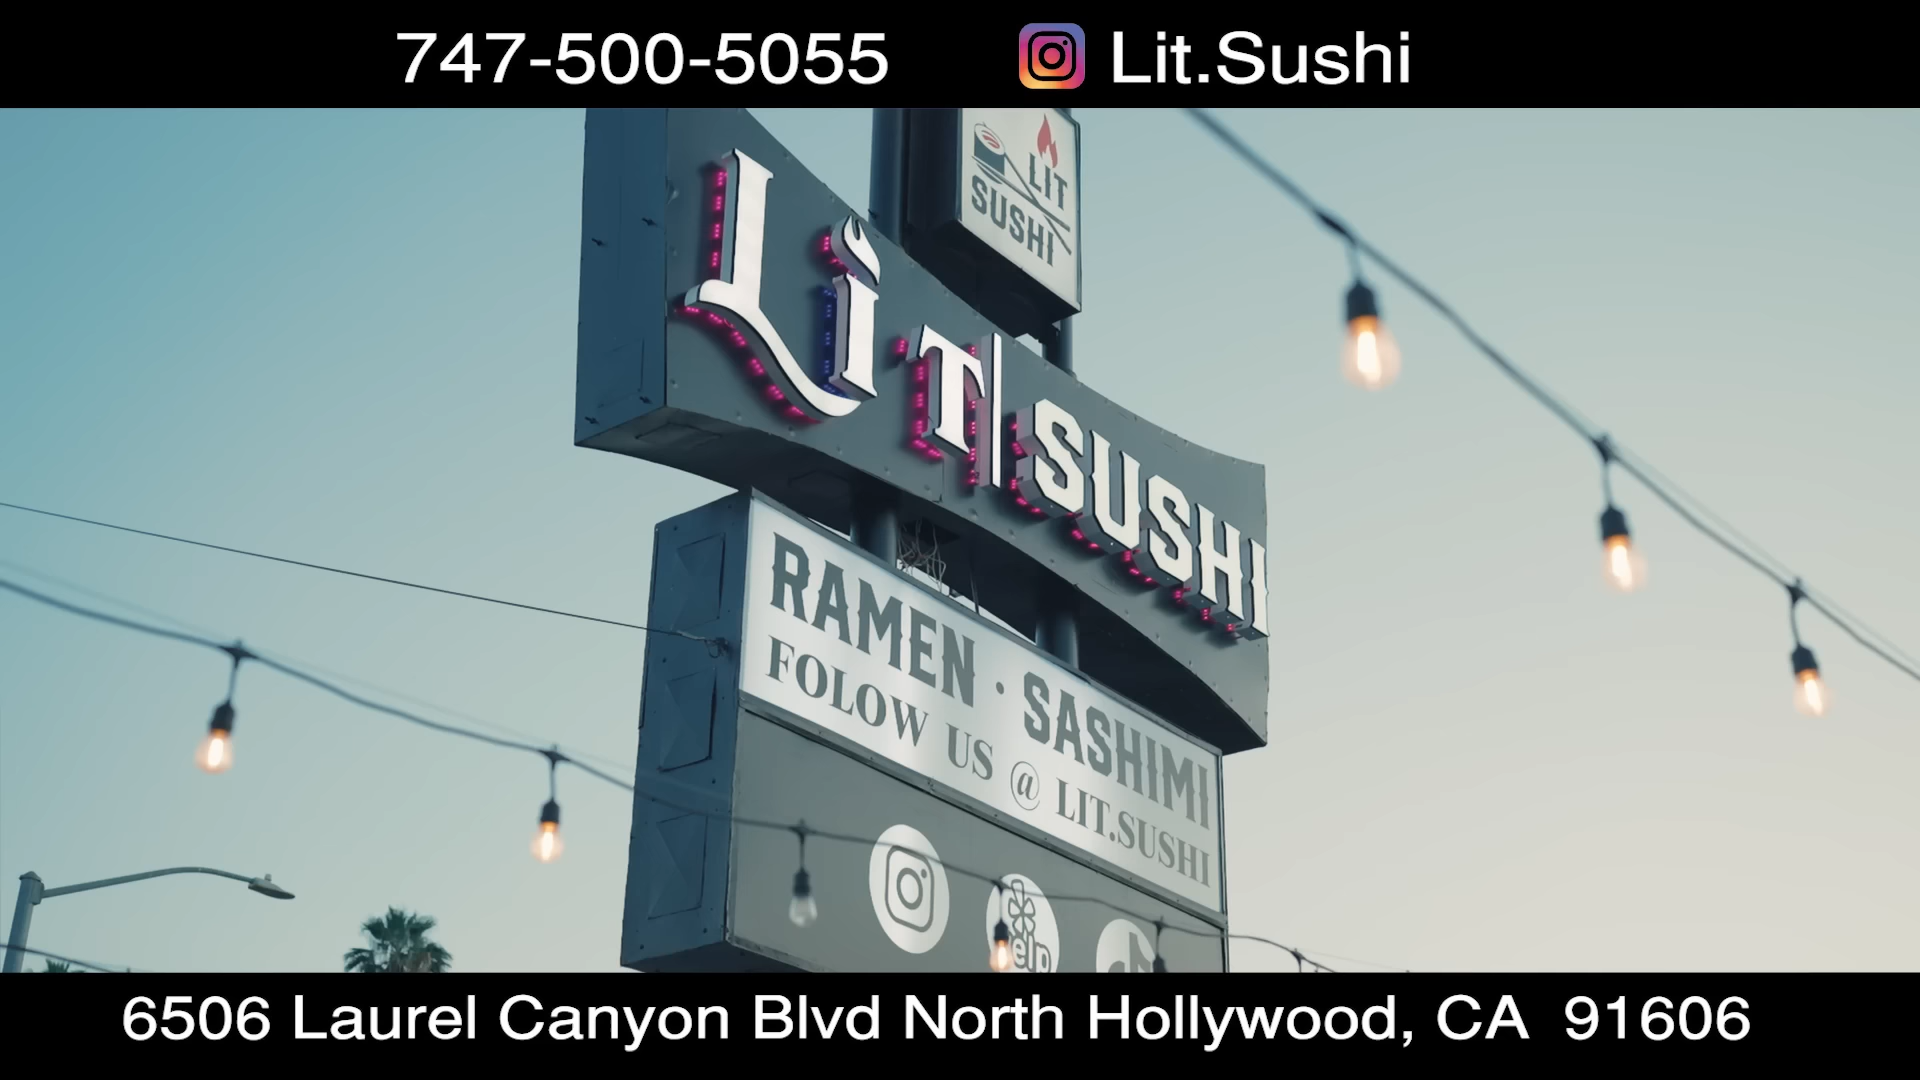 747-500-5055
Lit.Sushi
LIT
SUSHI
LiT|SUSHI
RAMEN · SASHIMI
FOLOW US @ LIT.SUSHI
yelp
6506 Laurel Canyon Blvd North Hollywood, CA  91606